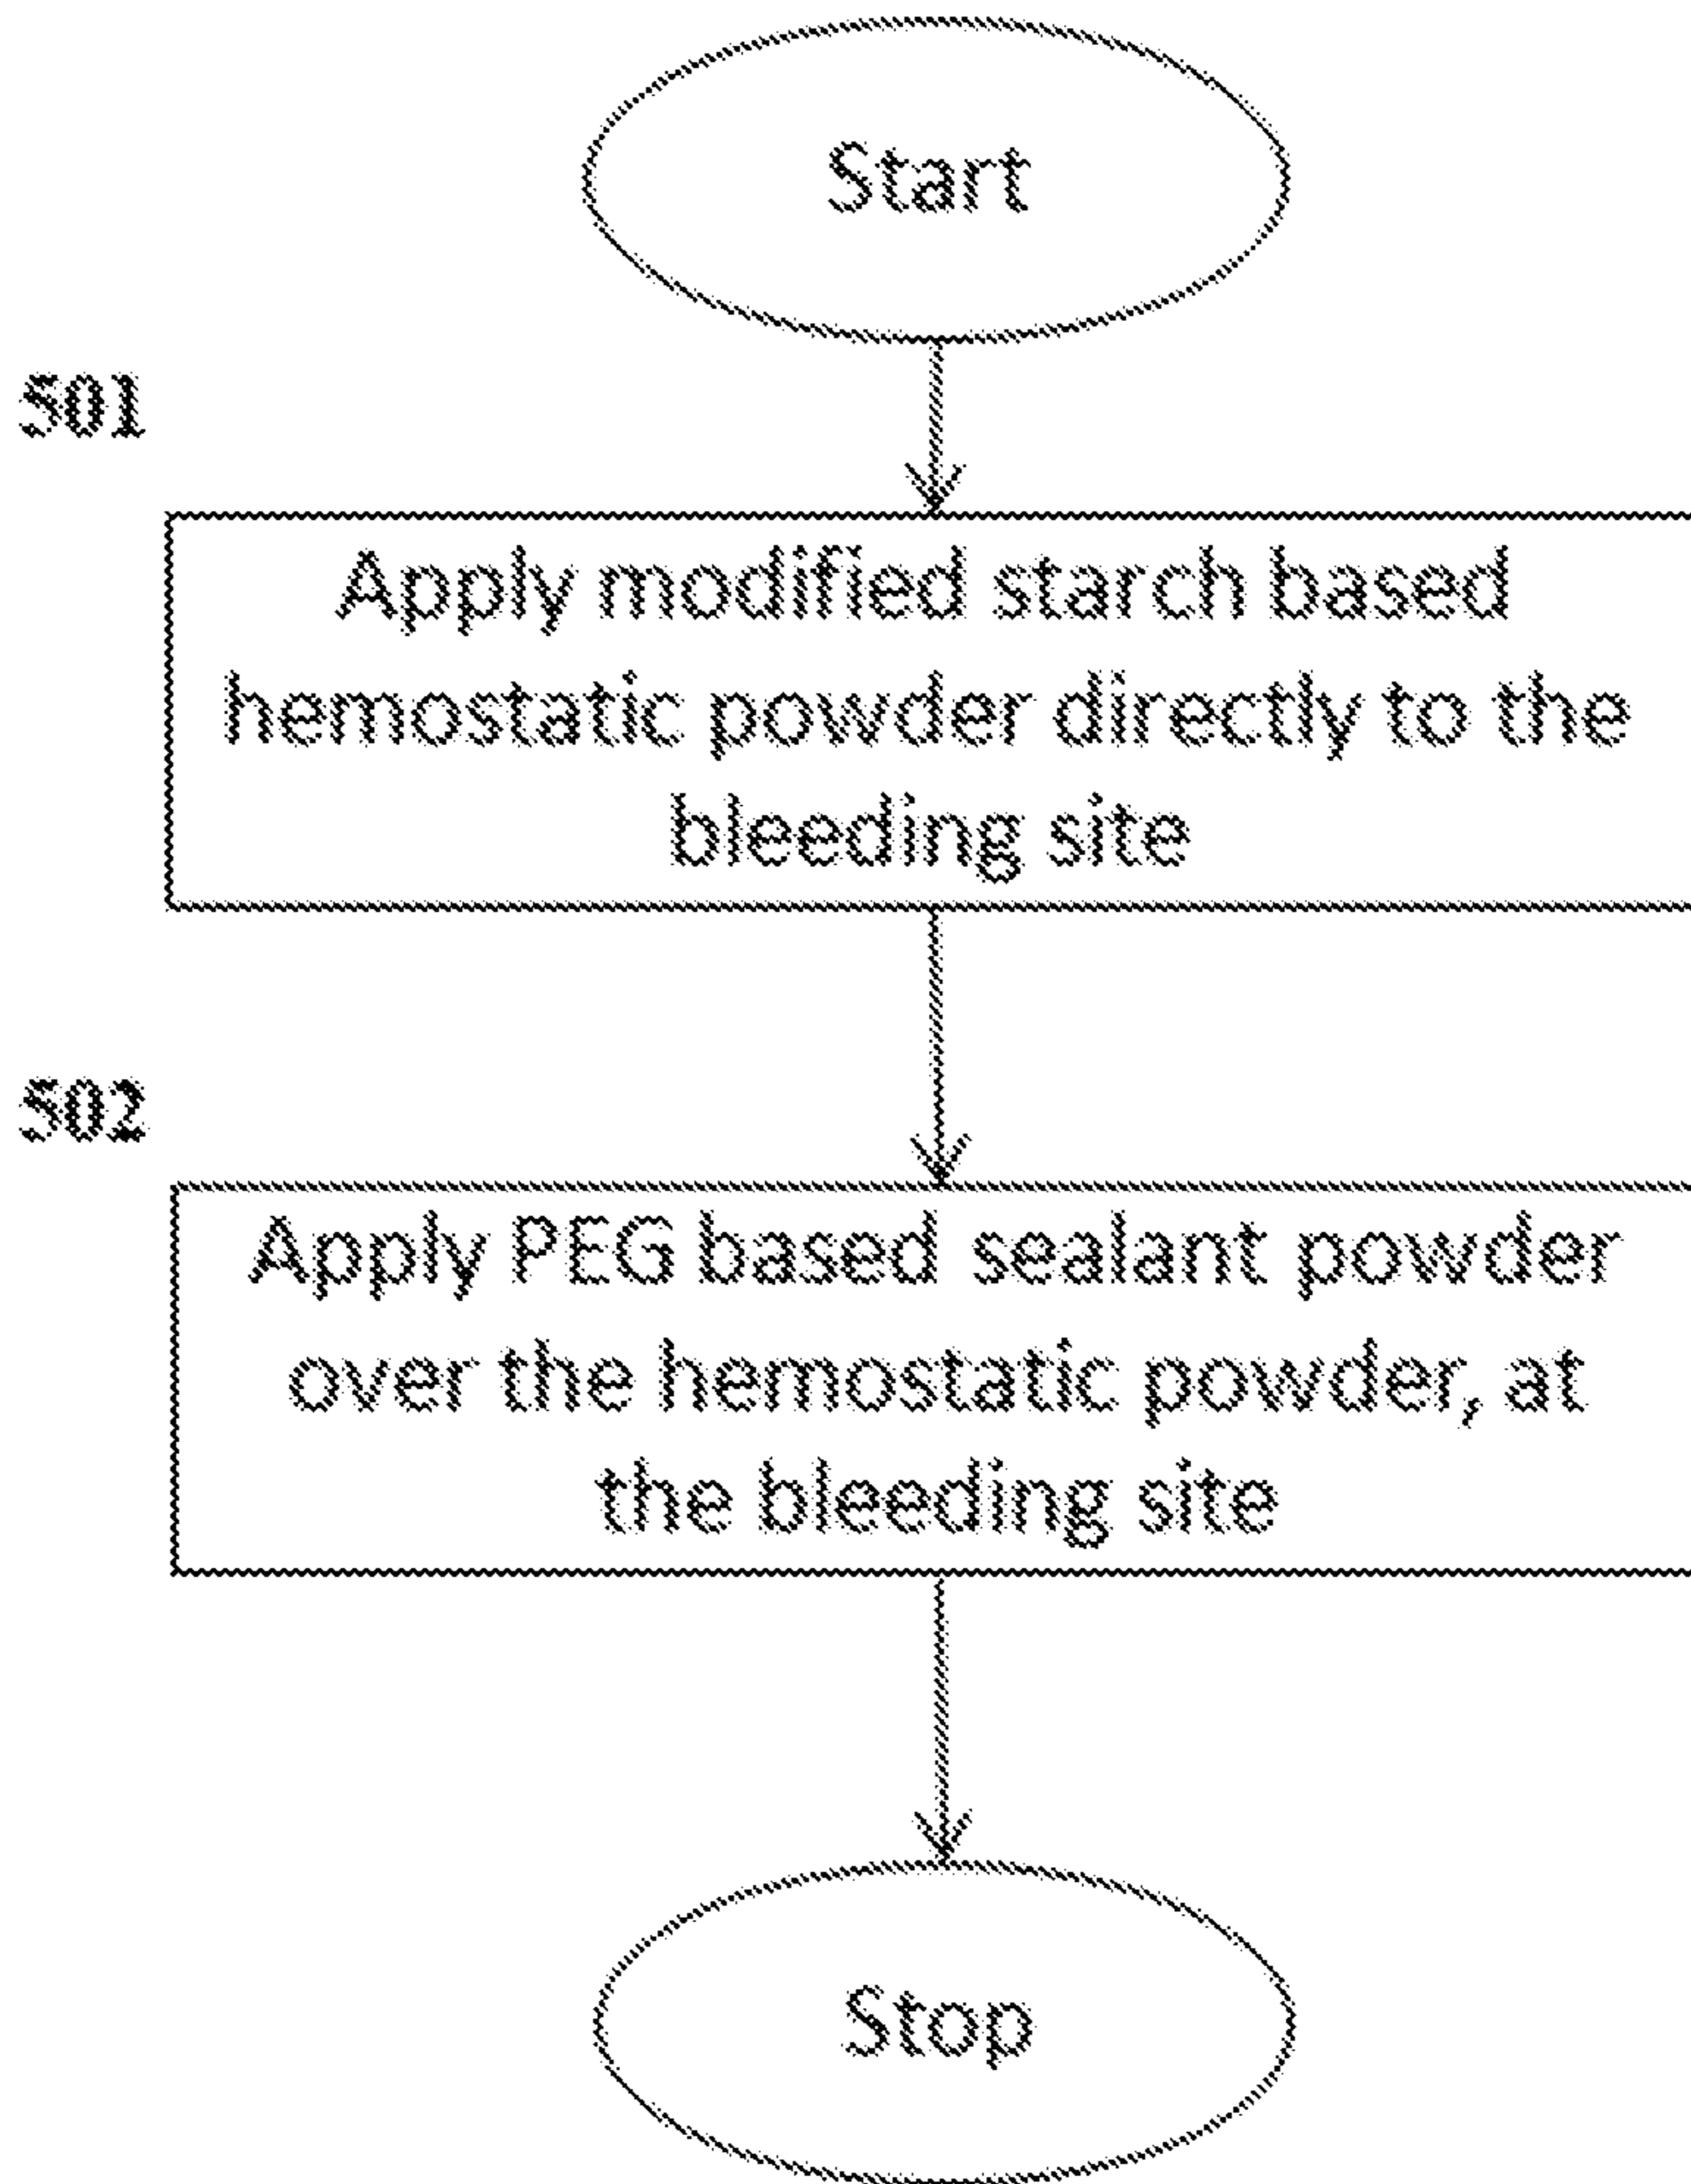 Start
501
Apply modified starch based
hemostatic powder directly to the
bleeding site
502
Apply PEG based sealant powder
over the hemostatic powder, at
the bleeding site
Stop